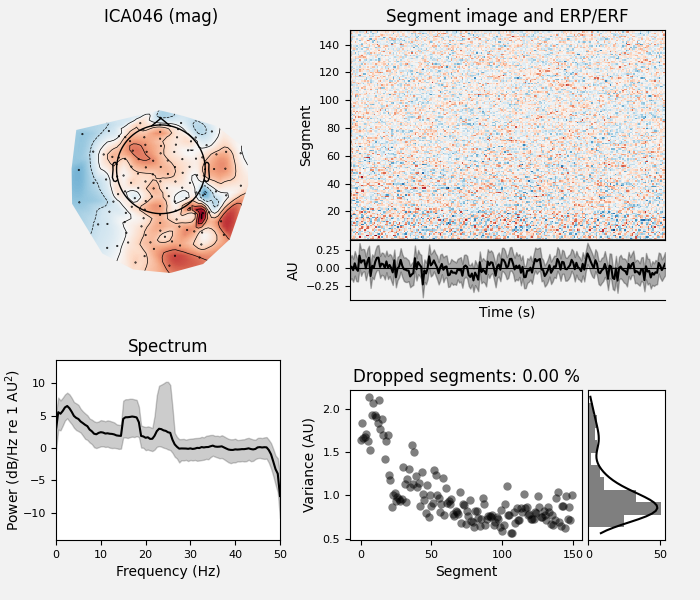 ICA046 (mag)
Segment image and ERP/ERF
Segment
140
120
100
80
60
40
20
AU
0.25
0.00
−0.25
Time (s)
Spectrum
Power (dB/Hz re 1 AU²)
10
5
0
−5
−10
0 10 20 30 40 50
Frequency (Hz)
Dropped segments: 0.00 %
Variance (AU)
2.0
1.5
1.0
0.5
0 50 100 150
Segment
0 50